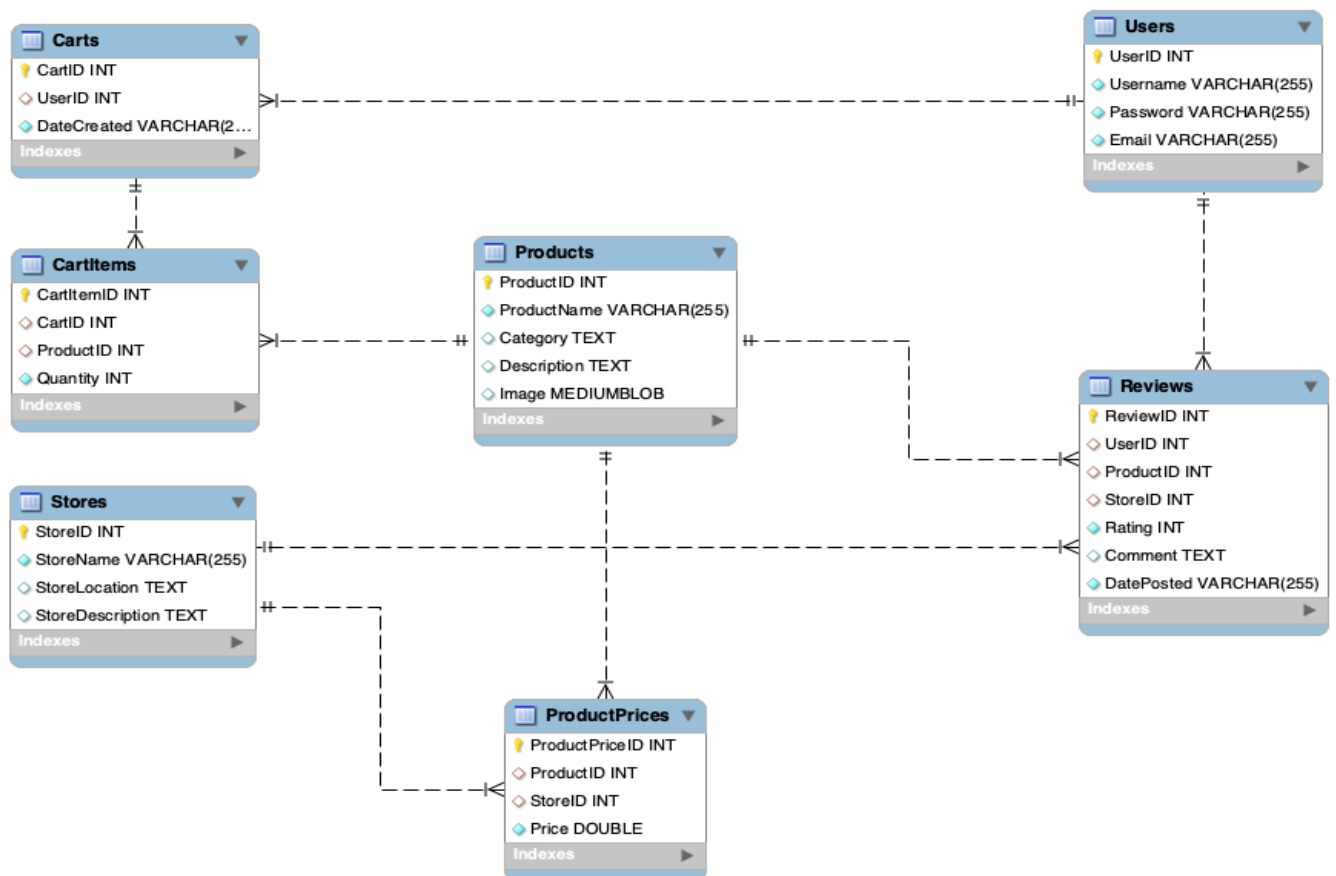 Carts
CartID INT
UserID INT
DateCreated VARCHAR(2...
Indexes
Users
UserID INT
Username VARCHAR(255)
Password VARCHAR(255)
Email VARCHAR(255)
Indexes
CartItems
CartItemID INT
CartID INT
ProductID INT
Quantity INT
Indexes
Products
ProductID INT
ProductName VARCHAR(255)
Category TEXT
Description TEXT
Image MEDIUMBLOB
Indexes
Reviews
ReviewID INT
UserID INT
ProductID INT
StoreID INT
Rating INT
Comment TEXT
DatePosted VARCHAR(255)
Indexes
Stores
StoreID INT
StoreName VARCHAR(255)
StoreLocation TEXT
StoreDescription TEXT
Indexes
ProductPrices
ProductPriceID INT
ProductID INT
StoreID INT
Price DOUBLE
Indexes